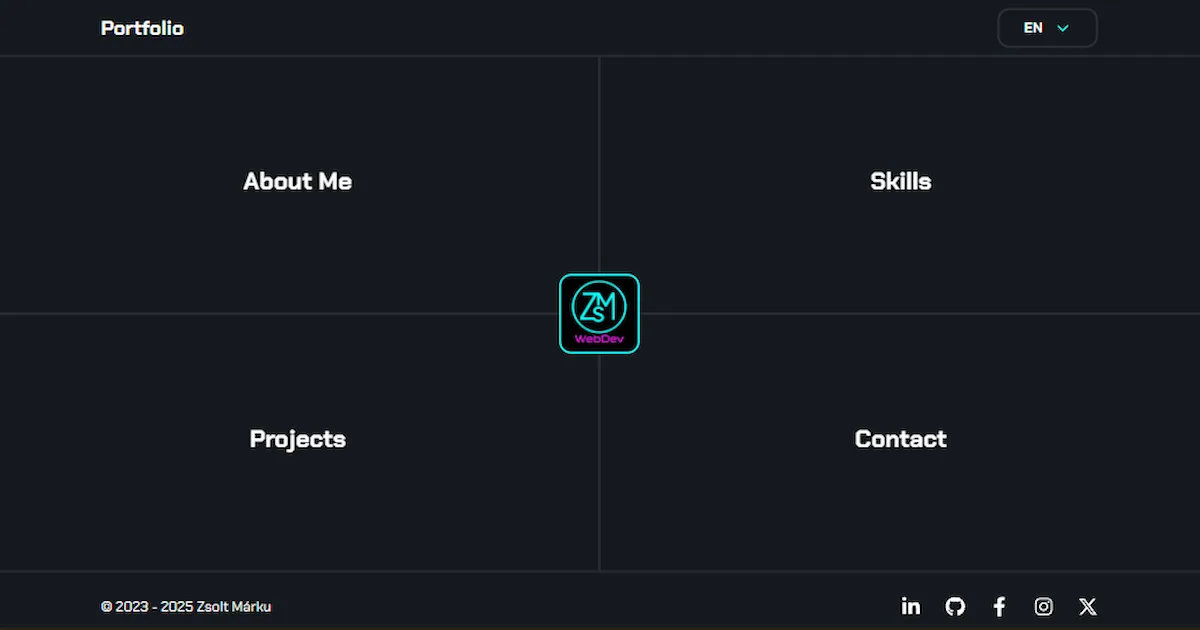 Portfolio
EN
About Me
Skills
ZsM
WebDev
Projects
Contact
© 2023 - 2025 Zsolt Márku